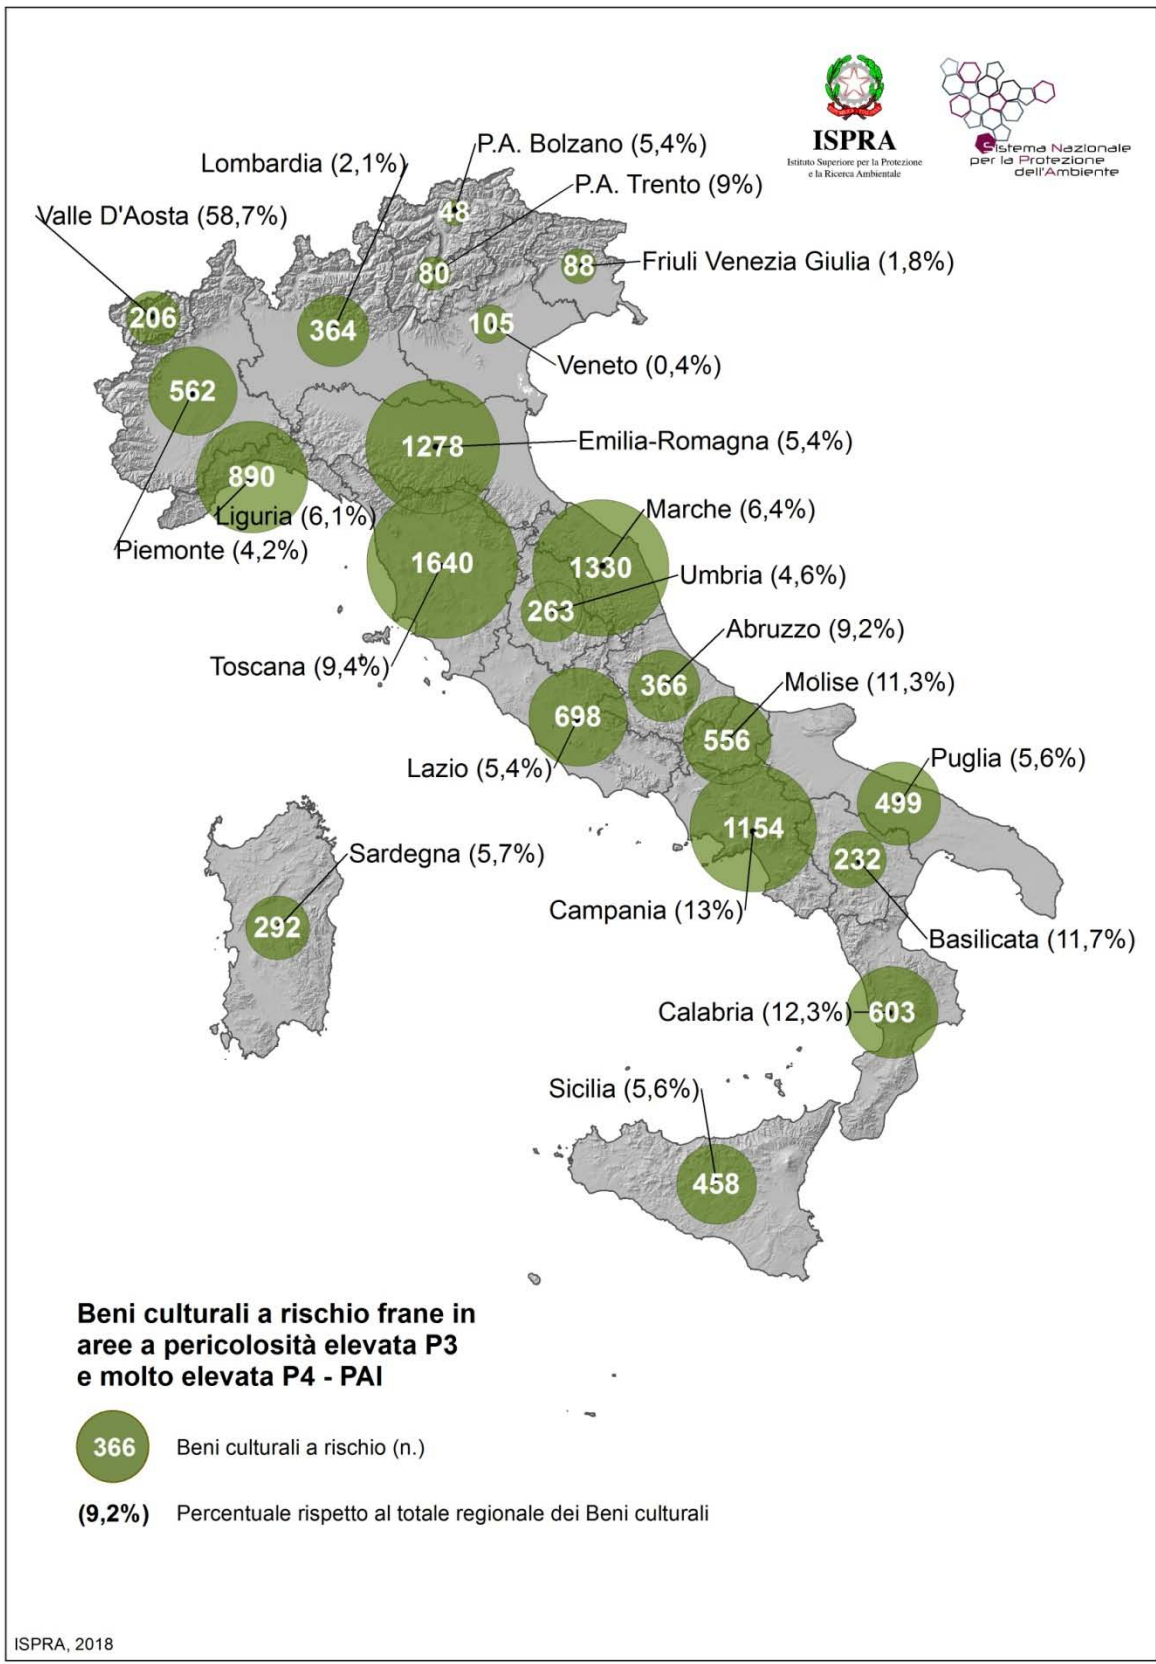 ISPRA
Istituto Superiore per la Protezione
e la Ricerca Ambientale
Sistema Nazionale
per la Protezione
dell'Ambiente
P.A. Bolzano (5,4%)
Lombardia (2,1%)
P.A. Trento (9%)
Valle D'Aosta (58,7%)
48
Friuli Venezia Giulia (1,8%)
88
80
206
364
105
Veneto (0,4%)
562
1278
Emilia-Romagna (5,4%)
890
Marche (6,4%)
Liguria (6,1%)
Piemonte (4,2%)
1640
1330
Umbria (4,6%)
263
Abruzzo (9,2%)
Toscana (9,4%)
366
Molise (11,3%)
698
556
Lazio (5,4%)
Puglia (5,6%)
499
1154
Sardegna (5,7%)
232
292
Campania (13%)
Basilicata (11,7%)
Calabria (12,3%)
603
Sicilia (5,6%)
458
Beni culturali a rischio frane in
aree a pericolosità elevata P3
e molto elevata P4 - PAI
366 Beni culturali a rischio (n.)
(9,2%) Percentuale rispetto al totale regionale dei Beni culturali
ISPRA, 2018